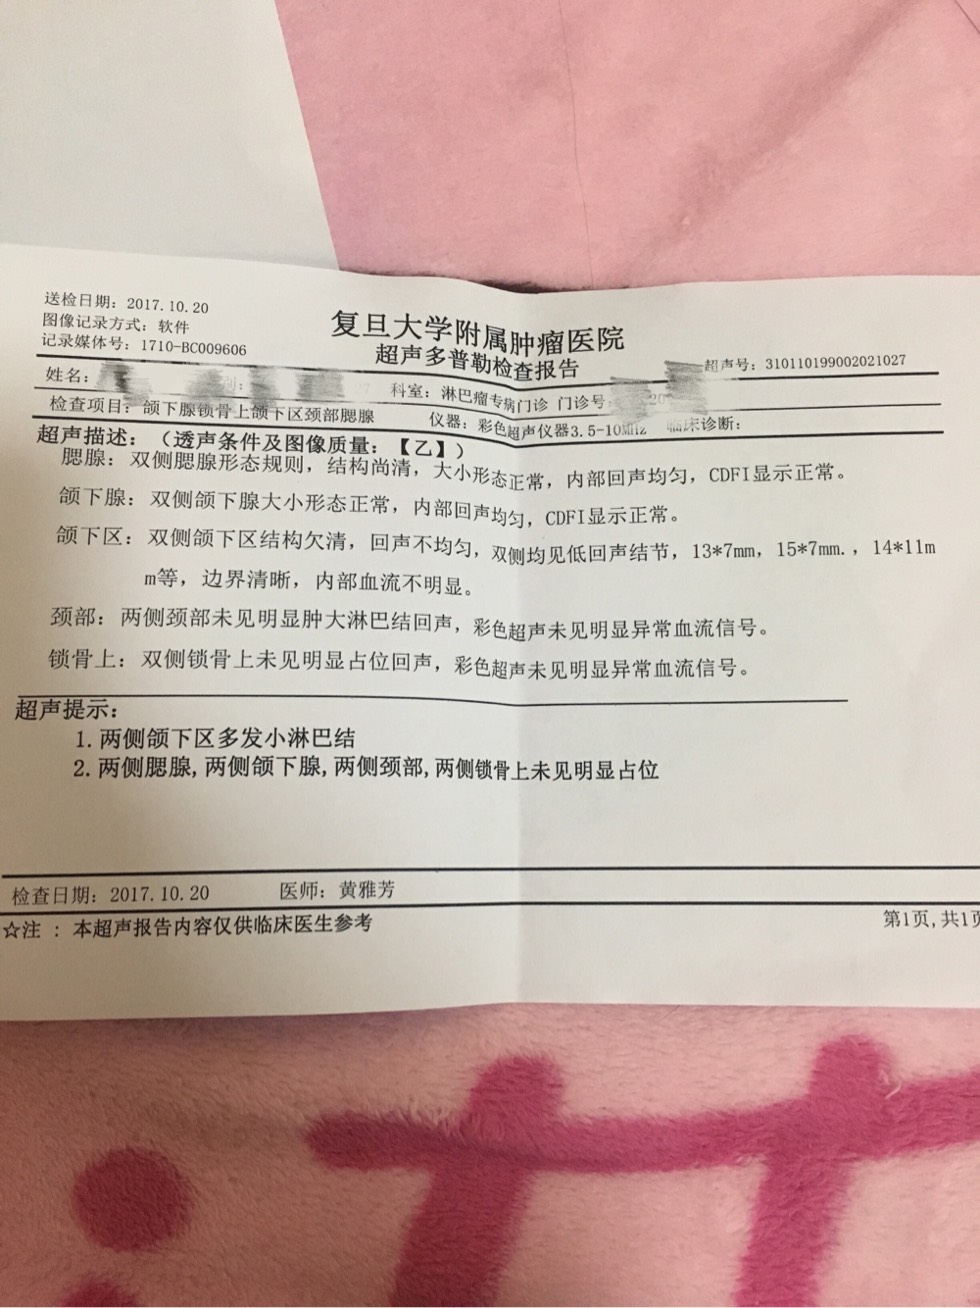 送检日期：2017.10.20
图像记录方式：软件
记录媒体号：1710-BC009606
复旦大学附属肿瘤医院
超声多普勒检查报告
超声号：310110199002021027
姓名： 科室：淋巴瘤专病门诊 门诊号
检查项目：颌下腺锁骨上颌下区颈部腮腺 仪器：彩色超声仪器3.5-10MHz 临床诊断：
超声描述：（透声条件及图像质量：【乙】）
腮腺：双侧腮腺形态规则，结构尚清，大小形态正常，内部回声均匀，CDFI显示正常。
颌下腺：双侧颌下腺大小形态正常，内部回声均匀，CDFI显示正常。
颌下区：双侧颌下区结构欠清，回声不均匀，双侧均见低回声结节，13*7mm，15*7mm.，14*11m
m等，边界清晰，内部血流不明显。
颈部：两侧颈部未见明显肿大淋巴结回声，彩色超声未见明显异常血流信号。
锁骨上：双侧锁骨上未见明显占位回声，彩色超声未见明显异常血流信号。
超声提示：
1.两侧颌下区多发小淋巴结
2.两侧腮腺,两侧颌下腺,两侧颈部,两侧锁骨上未见明显占位
检查日期：2017.10.20 医师：黄雅芳
☆注 ：本超声报告内容仅供临床医生参考
第1页,共1页